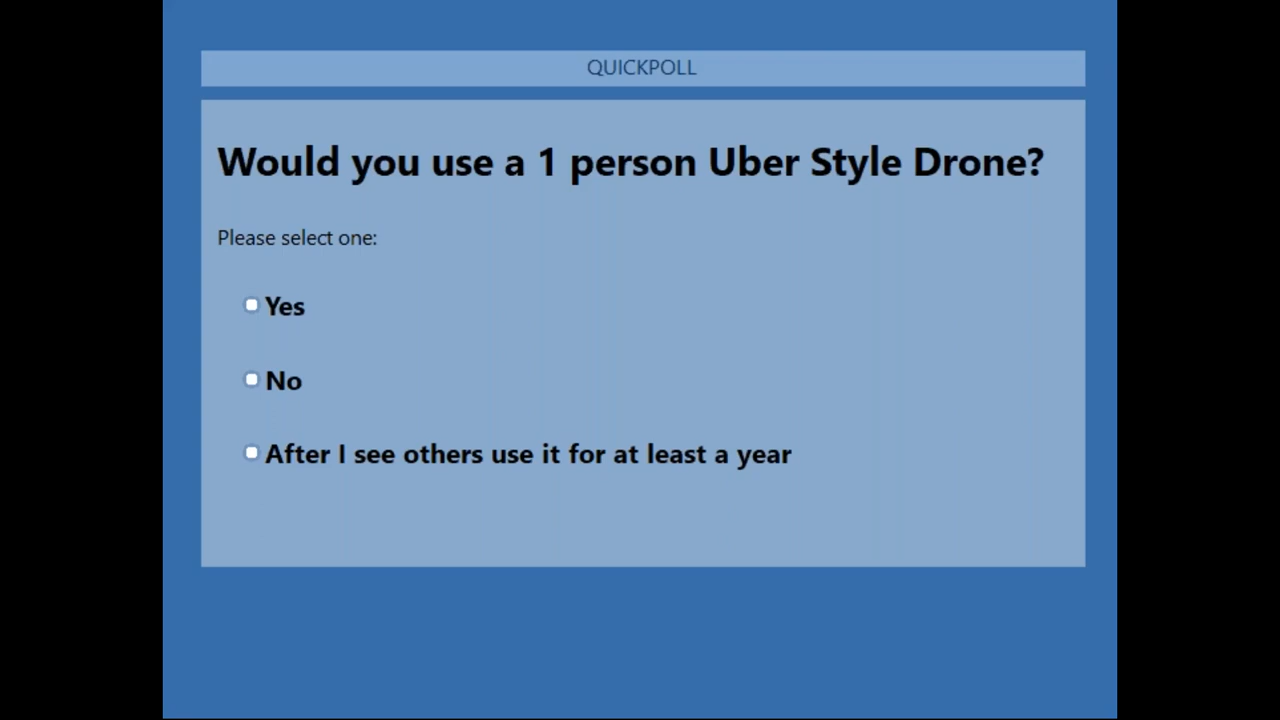 QUICKPOLL
Would you use a 1 person Uber Style Drone?
Please select one:
Yes
No
After I see others use it for at least a year